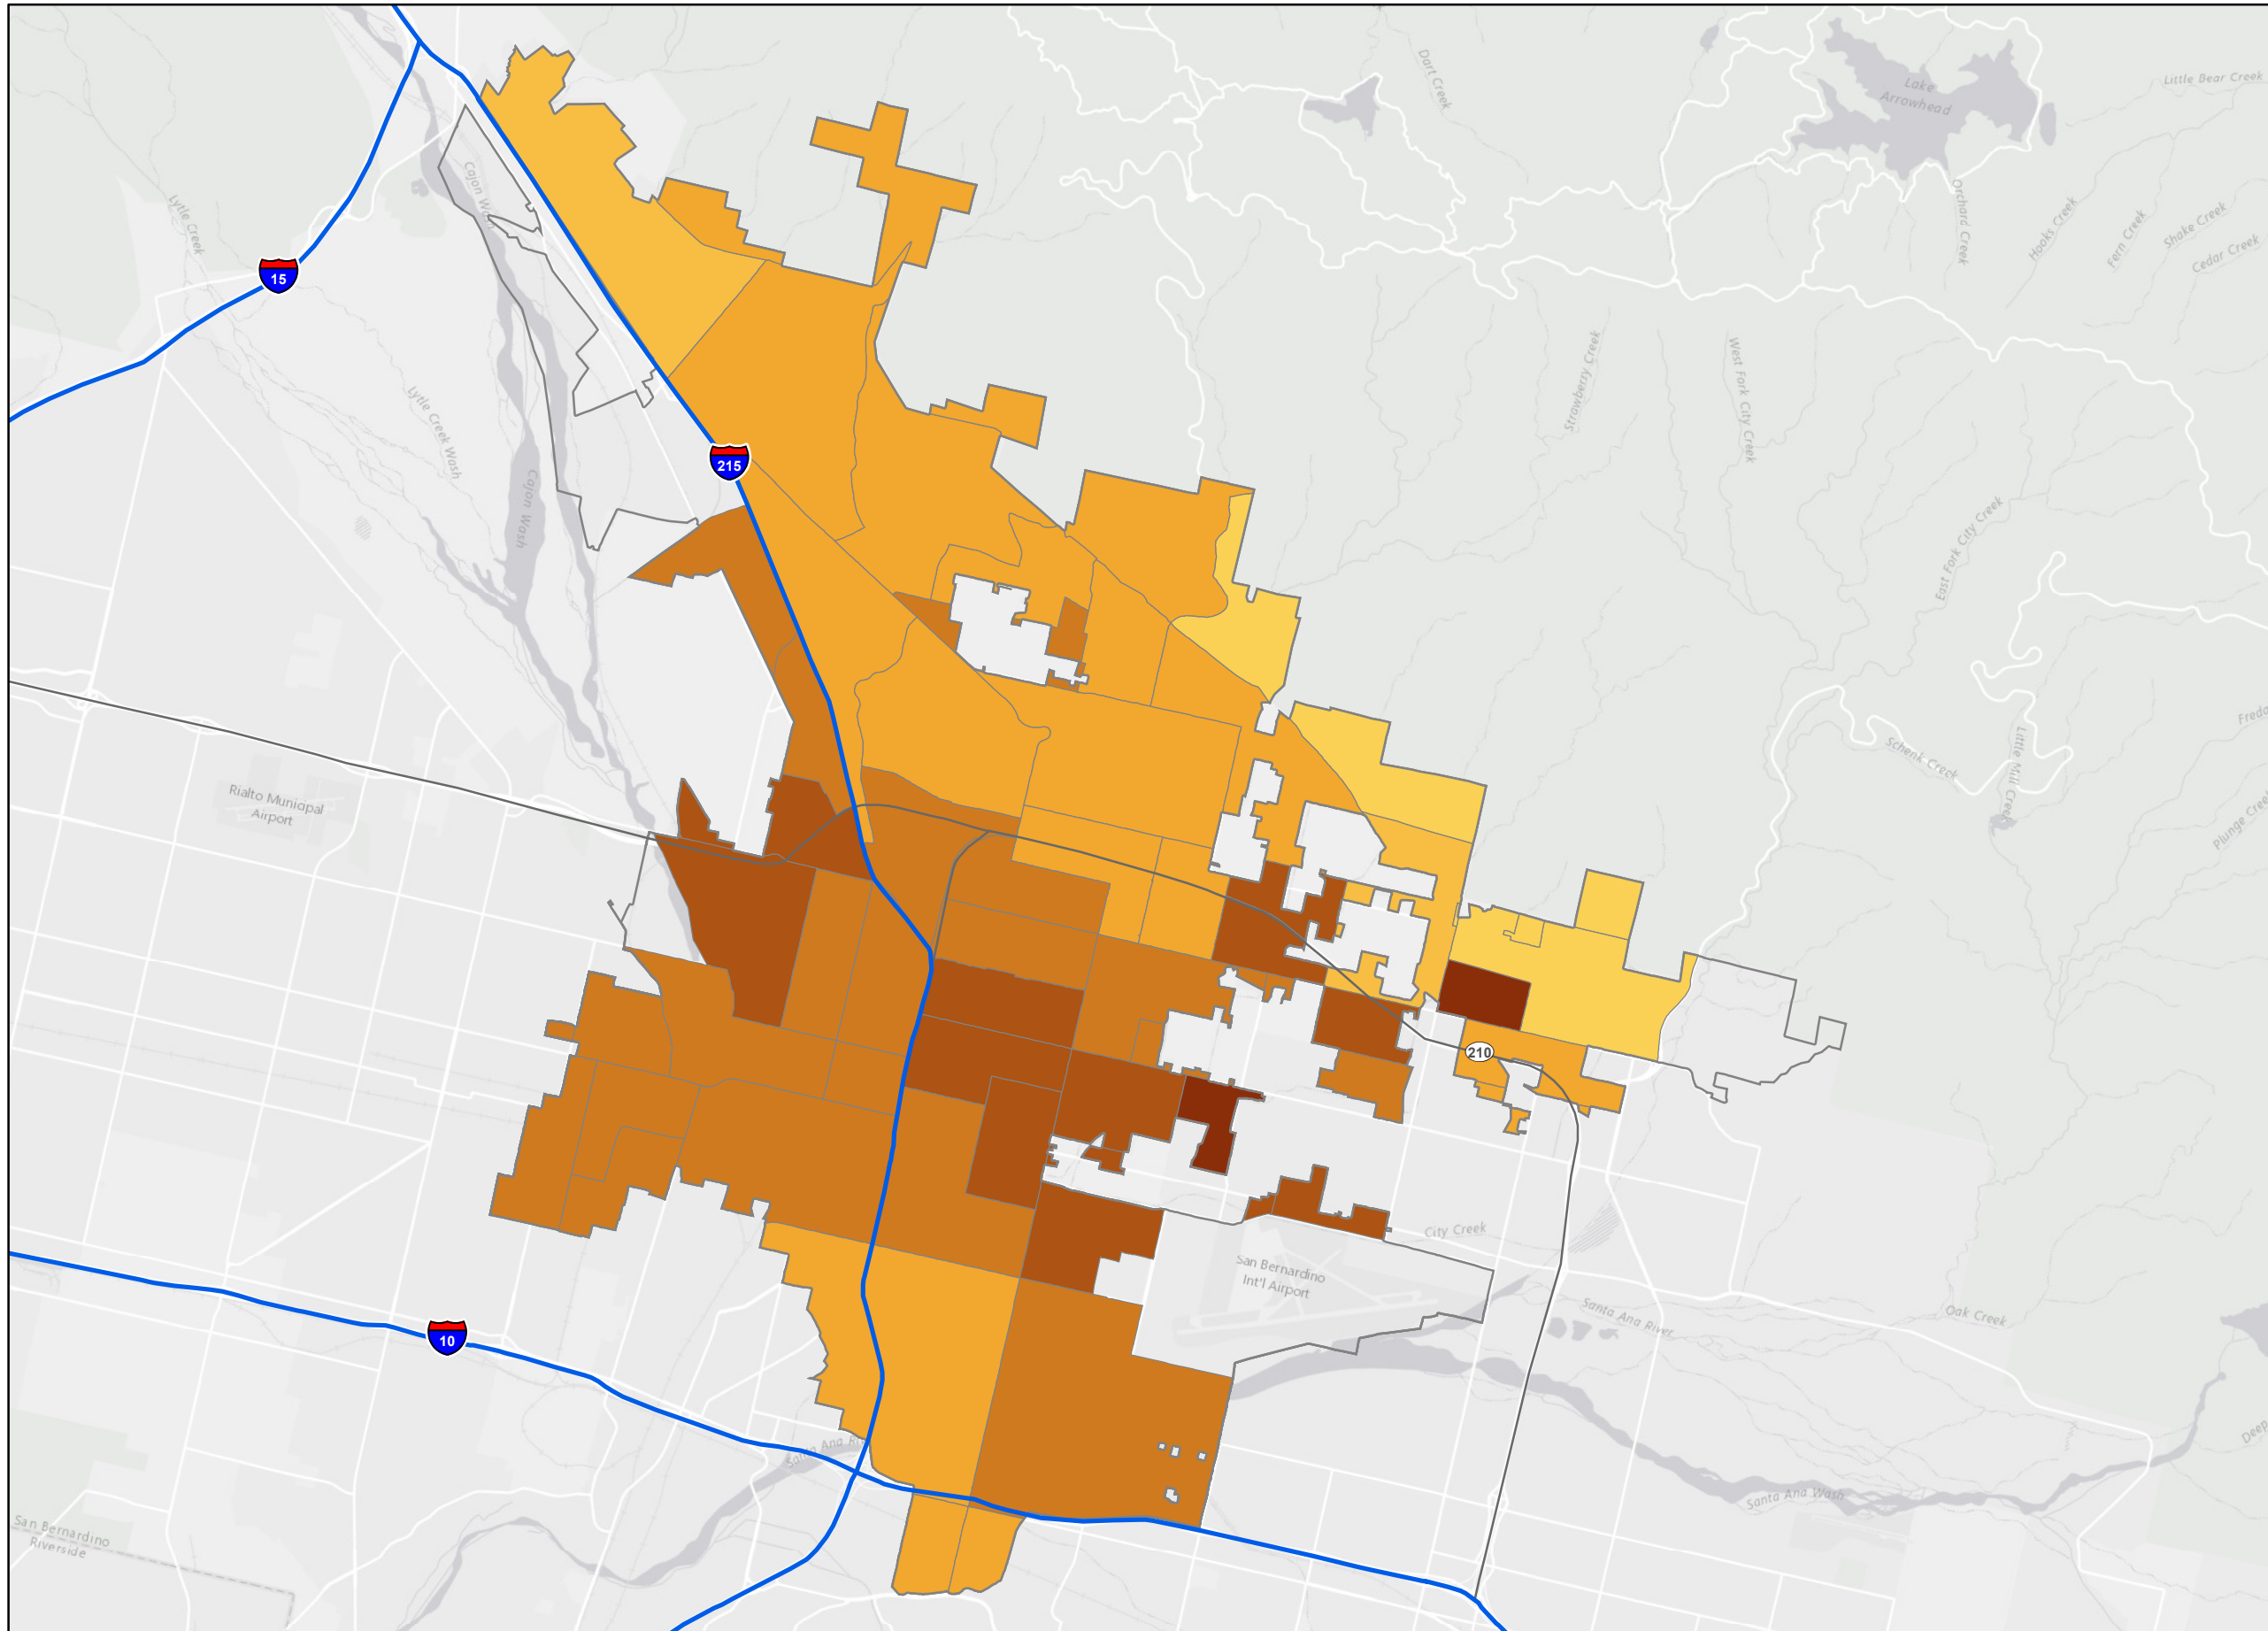 Little Bear Creek
Lake
Arrowhead
Dart Creek
Cajon Wash
Lytle Creek
Orchard Creek
Hooks Creek
Fern Creek
Shake Creek
Cedar Creek
15
Strawberry Creek
West Fork City Creek
Lytle Creek Wash
215
Cajon Wash
East Fork City Creek
Schenk Creek
Little Mill Creek
Plunge Creek
Rialto Municipal
Airport
210
City Creek
San Bernardino
Int'l Airport
Santa Ana River
Oak Creek
10
Santa Ana
Deep
Santa Ana Wash
San Bernardino
Riverside